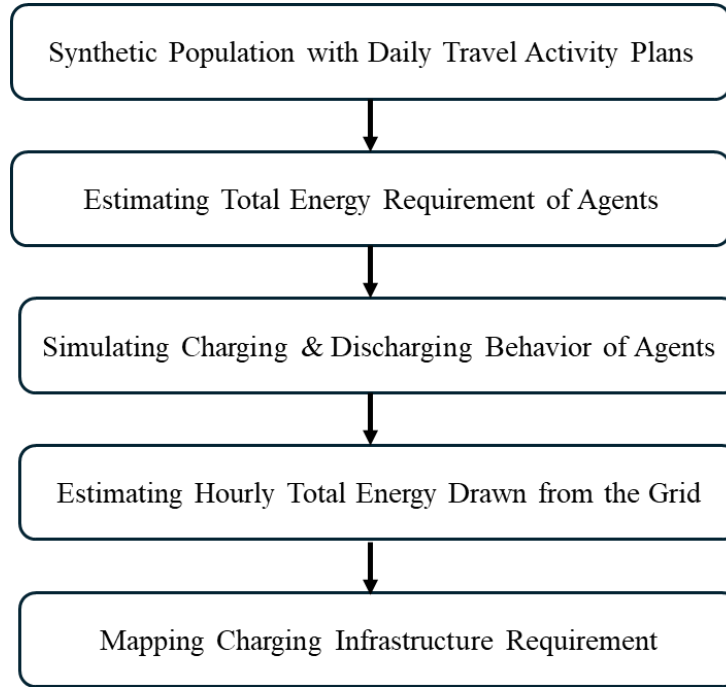 Synthetic Population with Daily Travel Activity Plans
Estimating Total Energy Requirement of Agents
Simulating Charging & Discharging Behavior of Agents
Estimating Hourly Total Energy Drawn from the Grid
Mapping Charging Infrastructure Requirement